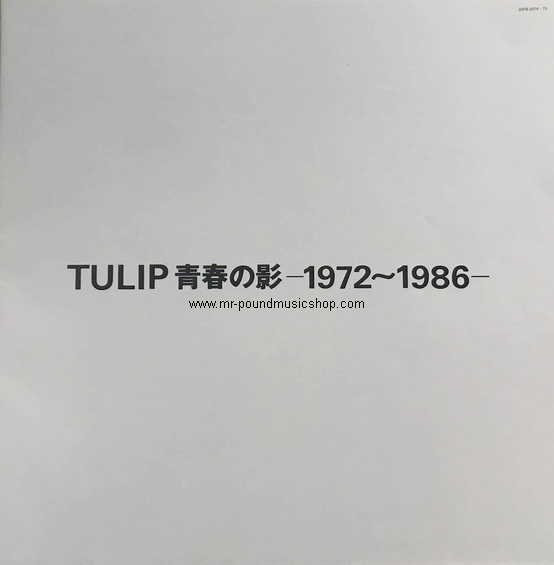 TULIP 青春の影 －1972〜1986－
www.mr-poundmusicshop.com